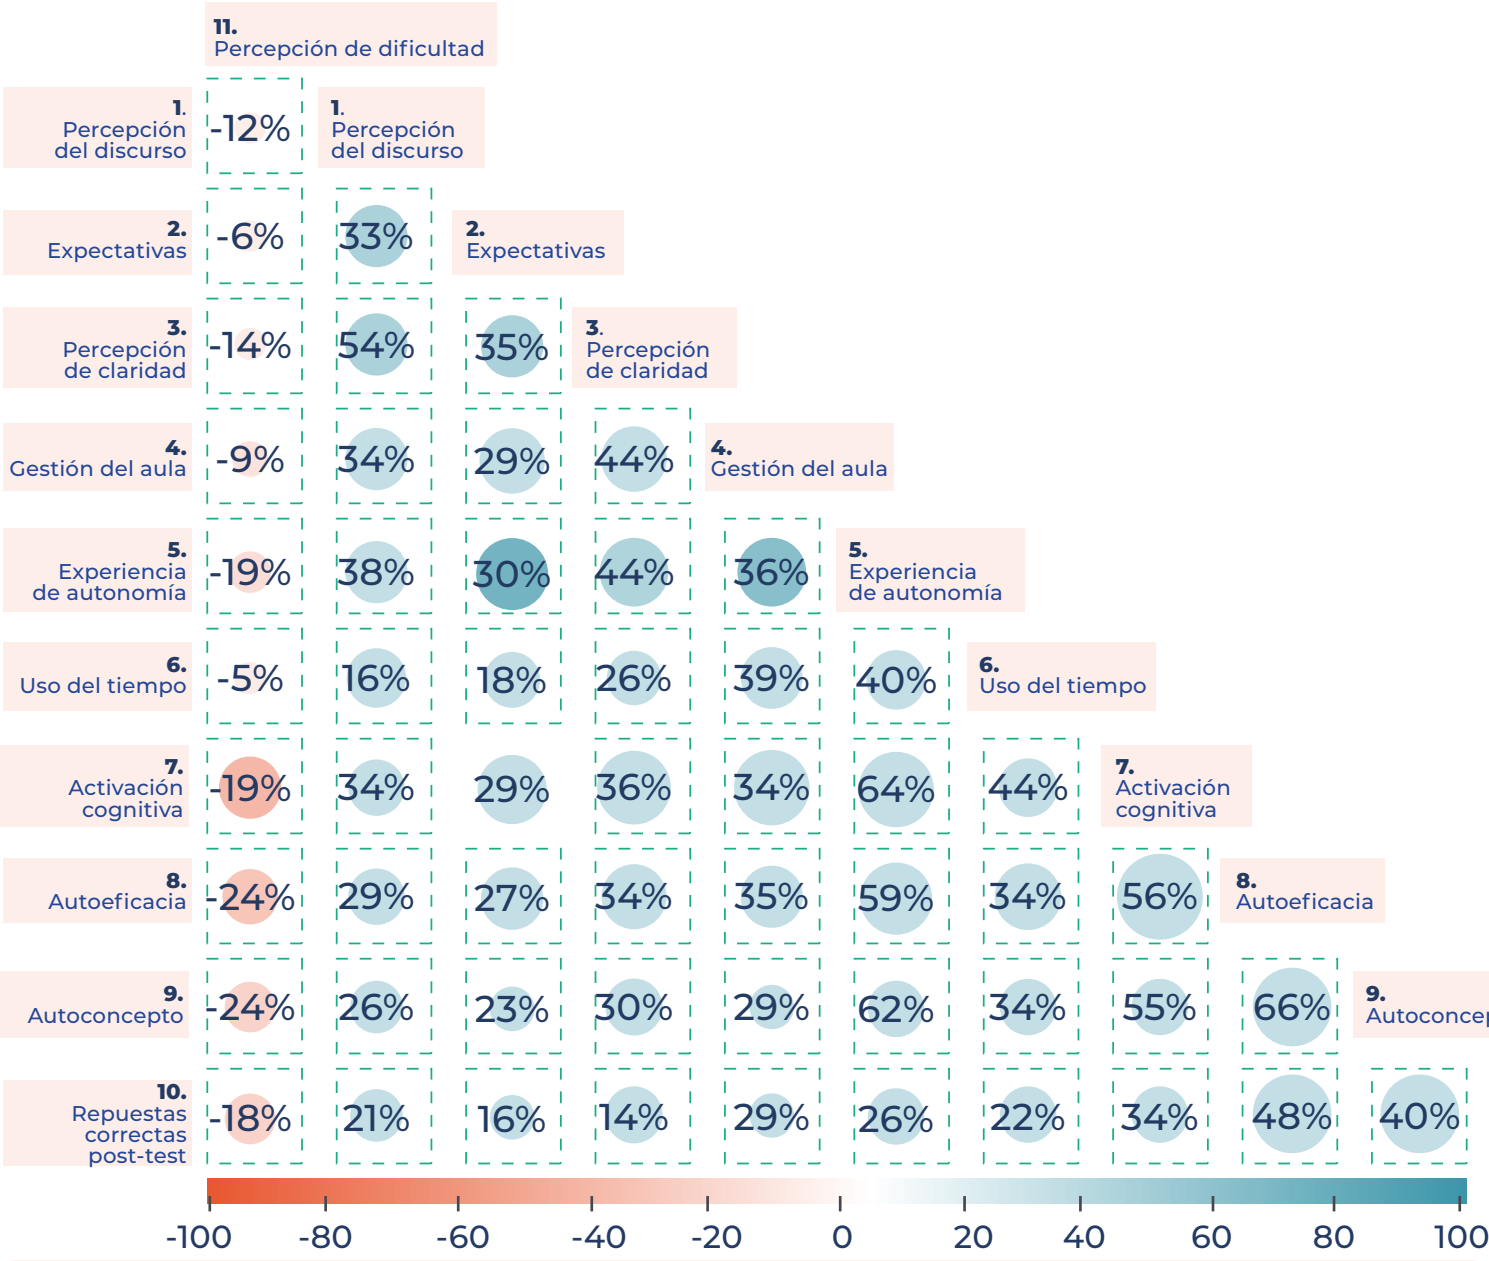 11.
Percepción de dificultad
1.
Percepción
del discurso
-12%
1.
Percepción
del discurso
2.
Expectativas
-6%
33%
2.
Expectativas
3.
Percepción
de claridad
-14%
54%
35%
3.
Percepción
de claridad
4.
Gestión del aula
-9%
34%
29%
44%
4.
Gestión del aula
5.
Experiencia
de autonomía
-19%
38%
30%
44%
36%
5.
Experiencia
de autonomía
6.
Uso del tiempo
-5%
16%
18%
26%
39%
40%
6.
Uso del tiempo
7.
Activación
cognitiva
-19%
34%
29%
36%
34%
64%
44%
7.
Activación
cognitiva
8.
Autoeficacia
-24%
29%
27%
34%
35%
59%
34%
56%
8.
Autoeficacia
9.
Autoconcepto
-24%
26%
23%
30%
29%
62%
34%
55%
66%
9.
Autoconcep
10.
Repuestas
correctas
post-test
-18%
21%
16%
14%
29%
26%
22%
34%
48%
40%
-100 -80 -60 -40 -20 0 20 40 60 80 100